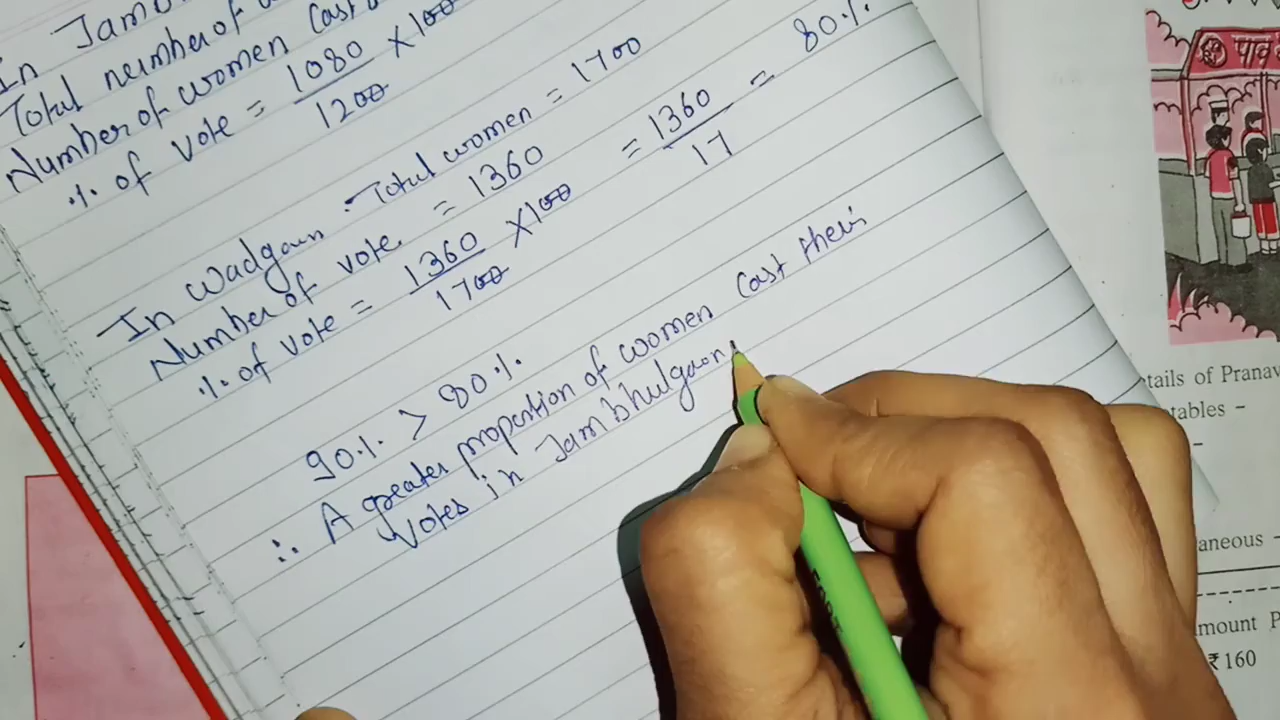 In Jambu
Total number of
Number of women cast
% of vote = 1080/1200 × 100
In Wadgaon Total women = 1700
Number of vote = 1360
% of vote = 1360/1700 × 100 = 1360/17 = 80%
90% > 80%
∴ A greater proportion of women cast their
votes in Jambhulgaon
पाव
tails of Pranav
tables –
aneous –
mount P
₹ 160